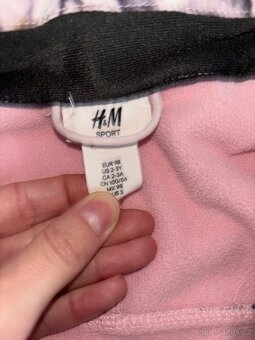 H&M
SPORT
EUR 98
US 2-3Y
CA 2-3A
CN 100/56
MX 98